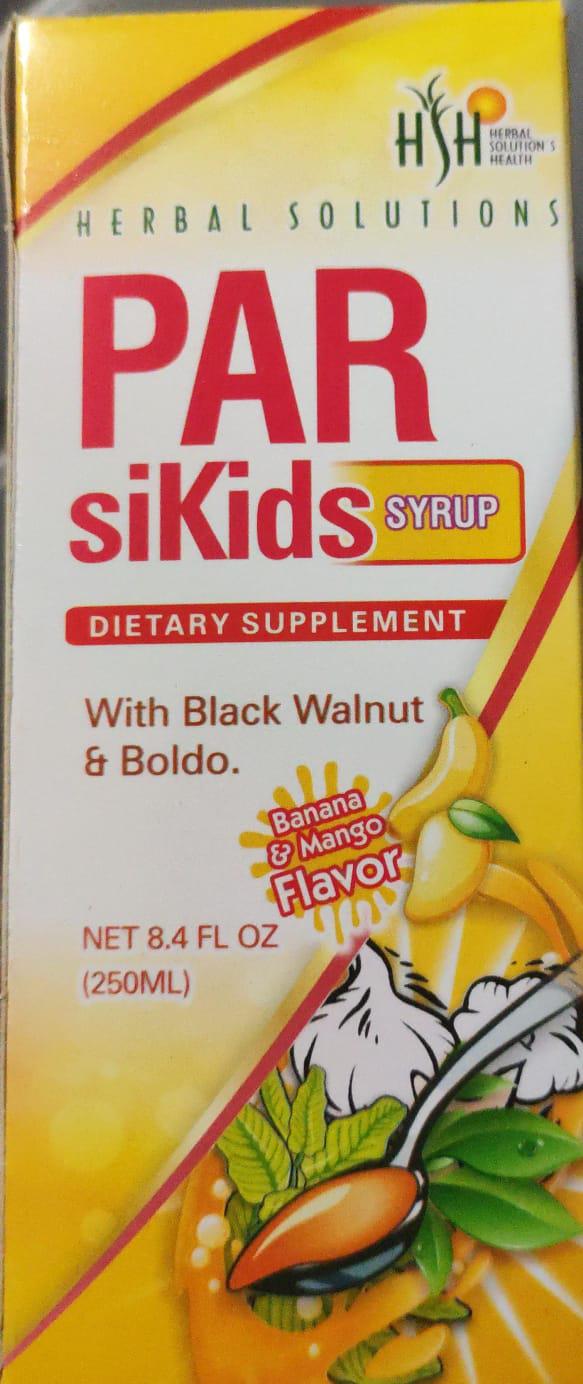 HSH
HERBAL
SOLUTION'S
HEALTH
HERBAL SOLUTIONS
PAR
siKids
SYRUP
DIETARY SUPPLEMENT
With Black Walnut
& Boldo.
Banana
& Mango
Flavor
NET 8.4 FL OZ
(250ML)